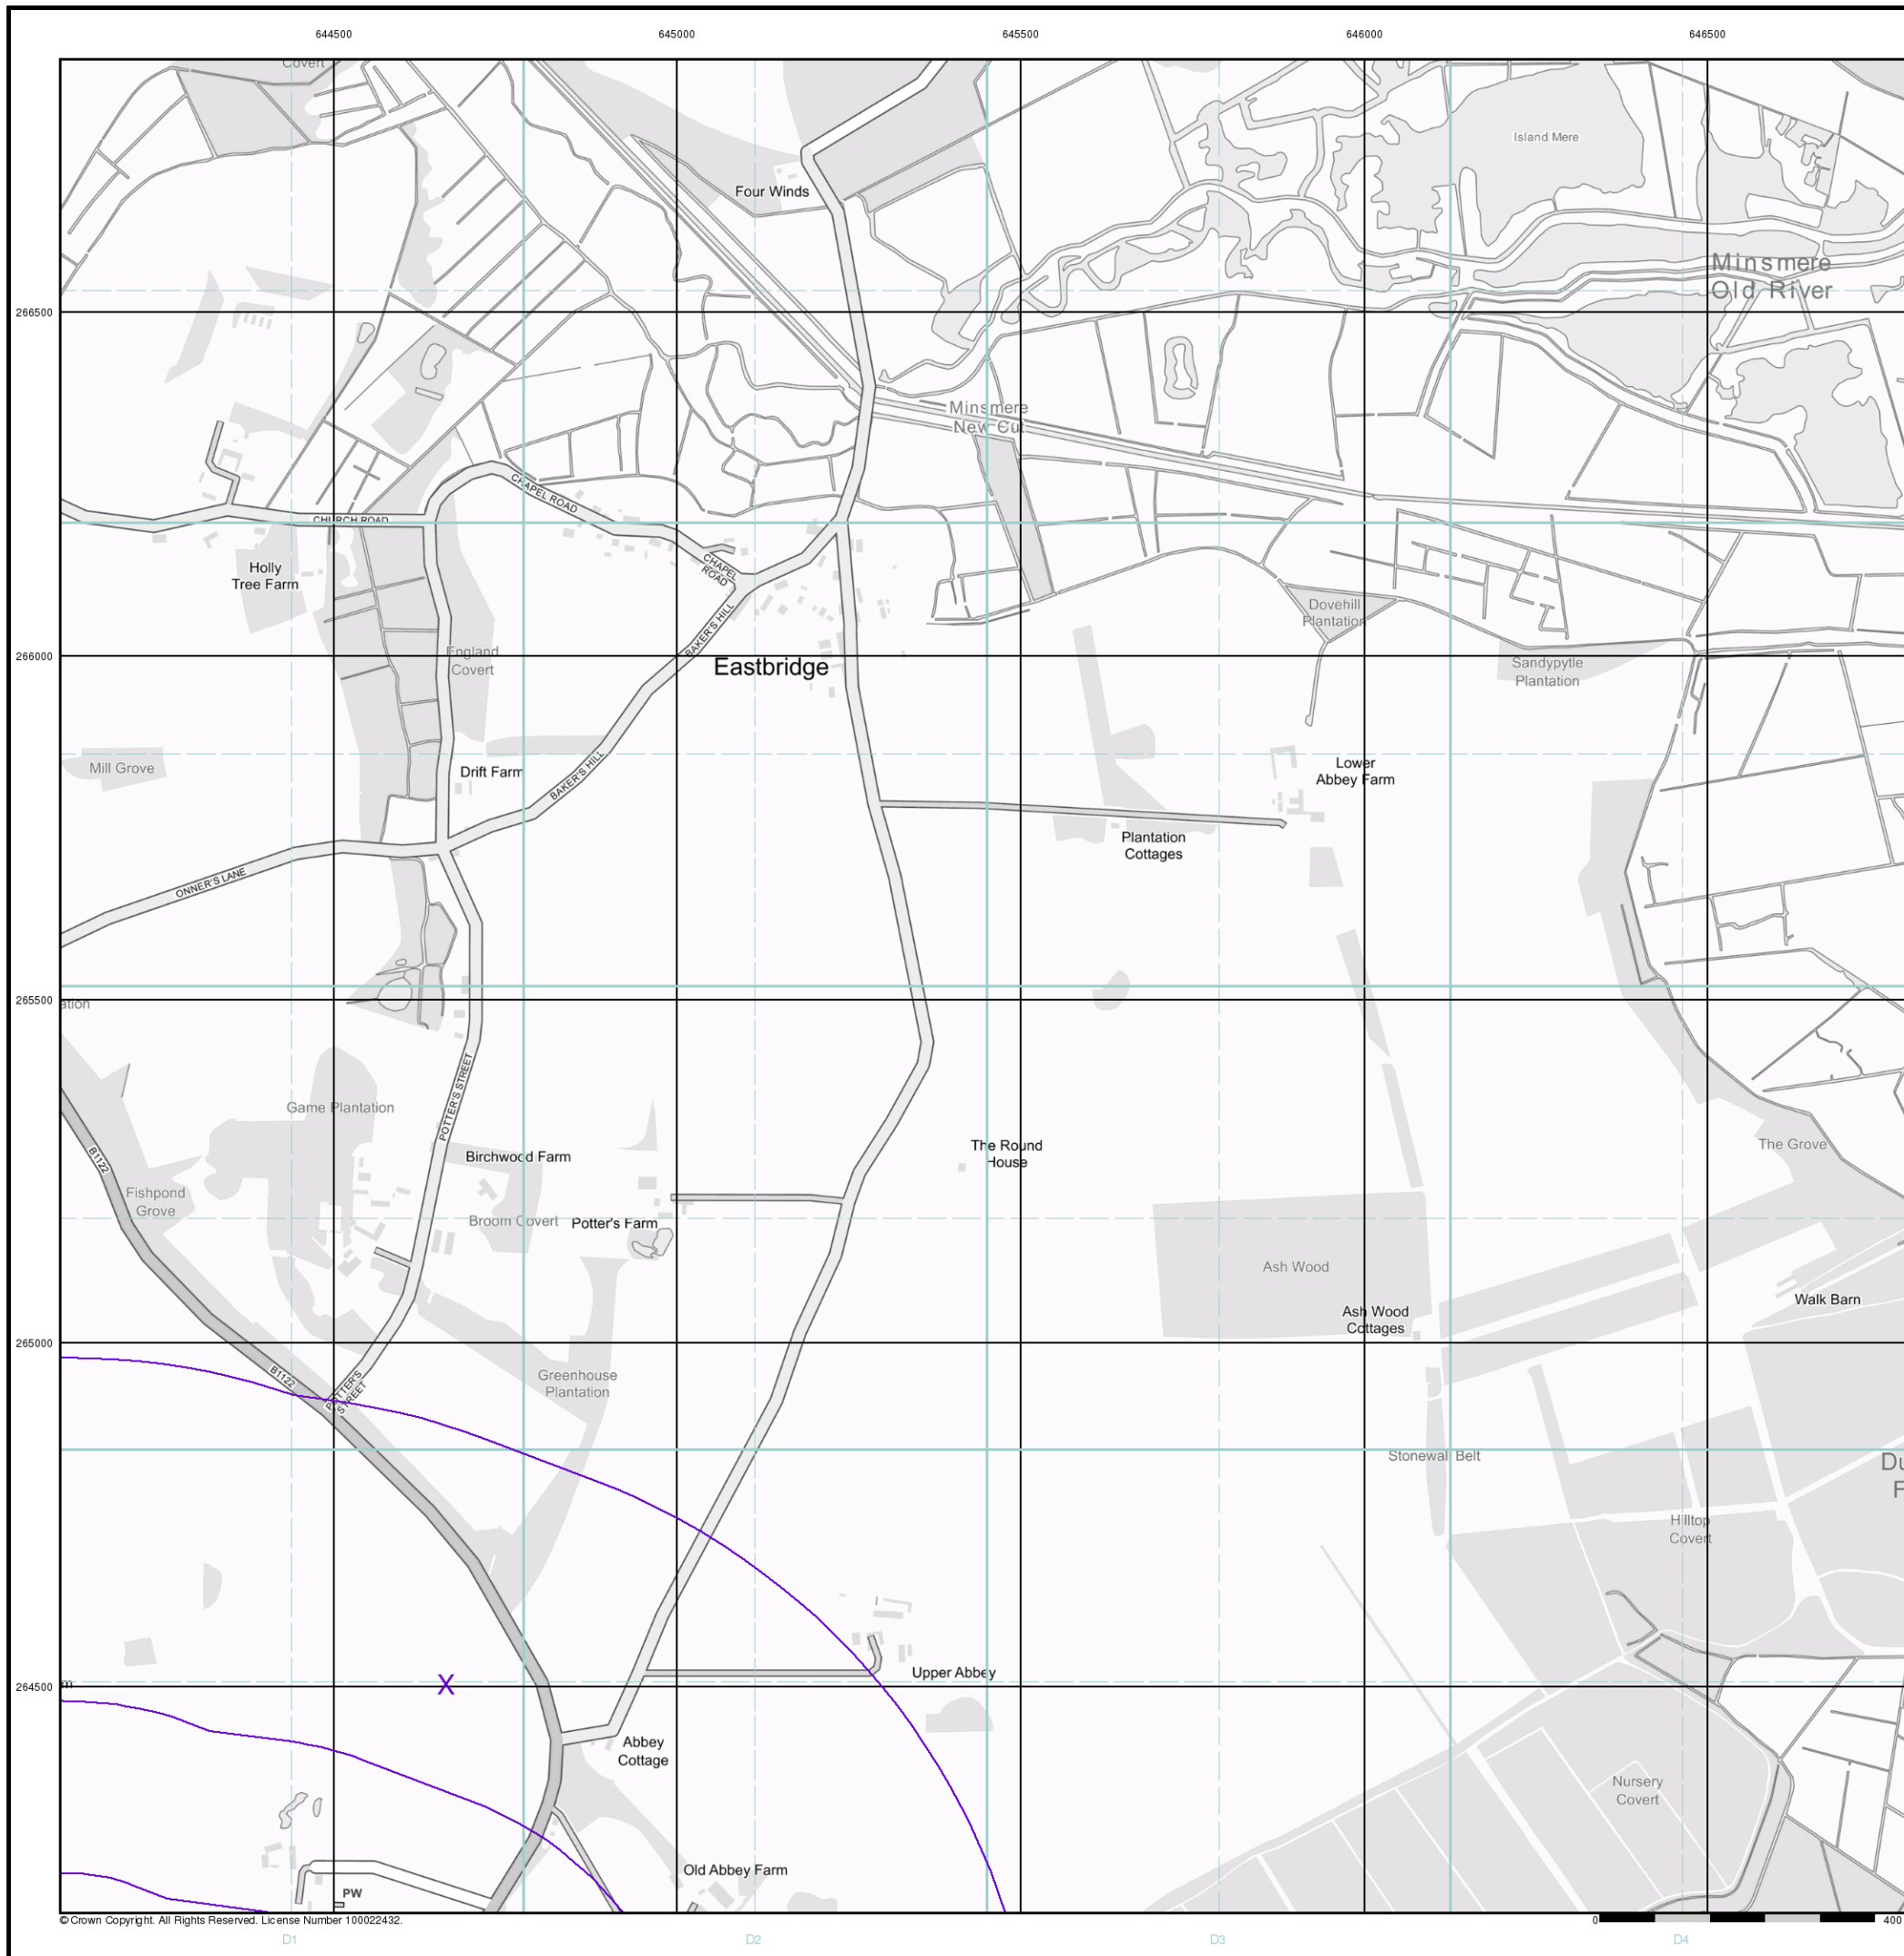 644500 645000 645500 646000 646500
Covert
Island Mere
Four Winds
Minsmere
Old River
266500
Minsmere
New Cut
CHAPEL ROAD
CHURCH ROAD
CHAPEL
ROAD
Holly
Tree Farm
BAKER'S HILL
Dovehill
Plantation
266000
England
Covert
Eastbridge
Sandypytle
Plantation
Mill Grove
Drift Farm
BAKER'S HILL
Lower
Abbey Farm
Plantation
Cottages
ONNER'S LANE
265500
ation
POTTER'S STREET
Game Plantation
B1122
Birchwood Farm
The Round
House
The Grove
Fishpond
Grove
Broom Covert
Potter's Farm
Ash Wood
Walk Barn
Ash Wood
Cottages
265000
B1122
POTTER'S
STREET
Greenhouse
Plantation
Stonewall Belt
Du
F
Hilltop
Covert
X
m
Upper Abbey
264500
Abbey
Cottage
Nursery
Covert
Old Abbey Farm
PW
© Crown Copyright. All Rights Reserved. License Number 100022432.
0 400
D1 D2 D3 D4